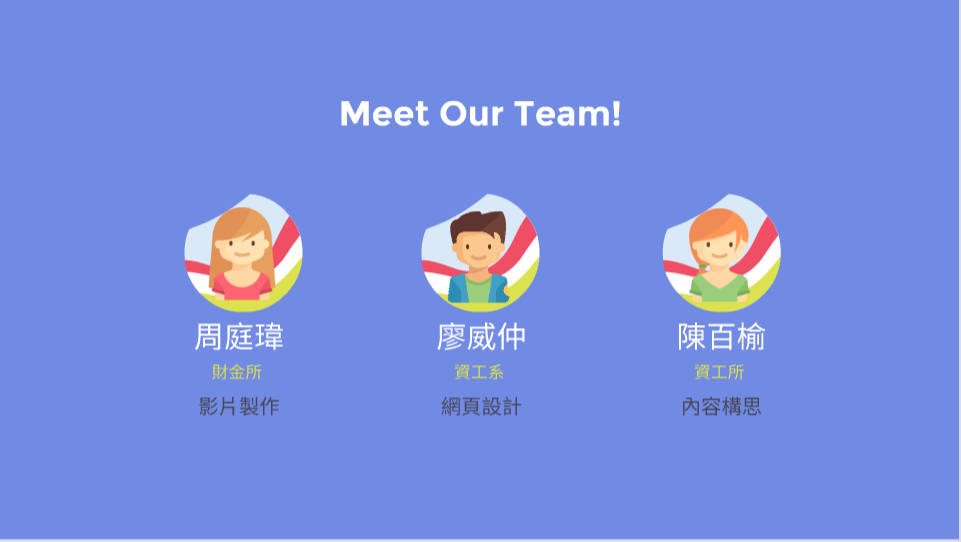 Meet Our Team!
周庭瑋
財金所
影片製作
廖威仲
資工系
網頁設計
陳百榆
資工所
內容構思